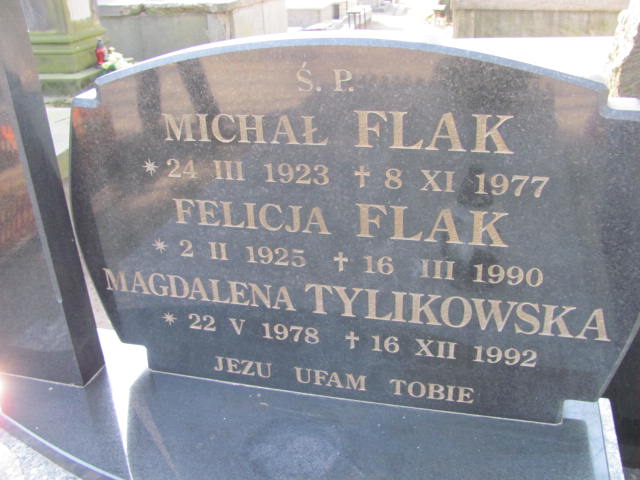 Ś. P.
MICHAŁ FLAK
* 24 III 1923 ✝ 8 XI 1977
FELICJA FLAK
* 2 II 1925 ✝ 16 III 1990
MAGDALENA TYLIKOWSKA
* 22 V 1978 ✝ 16 XII 1992
JEZU UFAM TOBIE